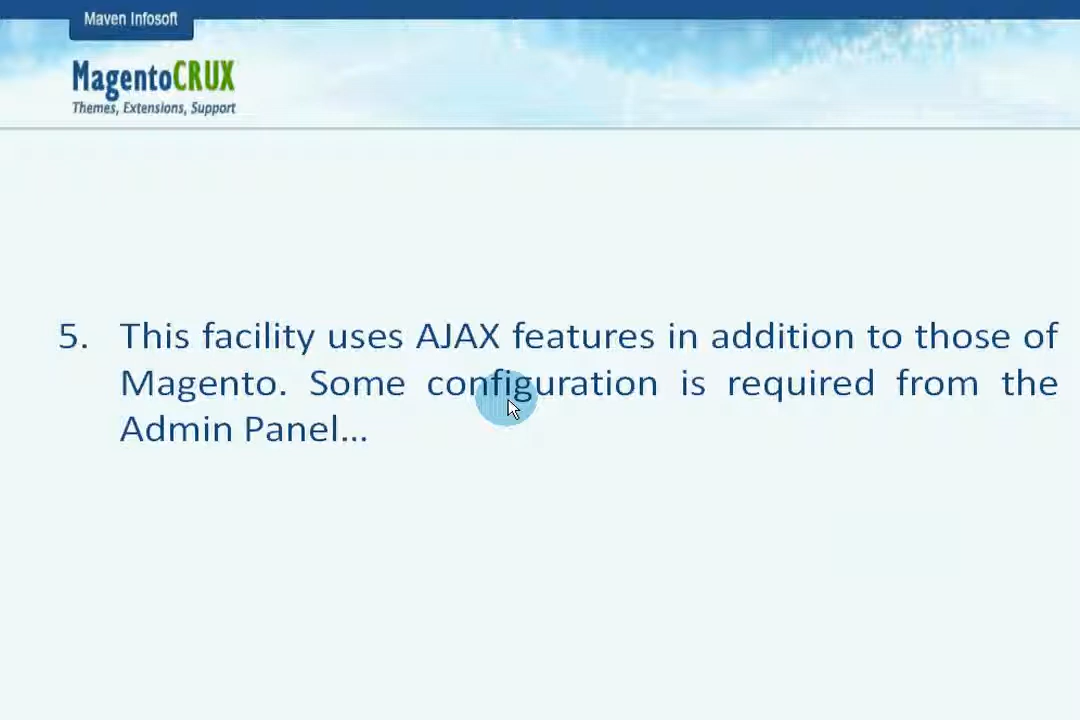 Maven Infosoft
MagentoCRUX
Themes, Extensions, Support
5. This facility uses AJAX features in addition to those of
Magento. Some configuration is required from the
Admin Panel...